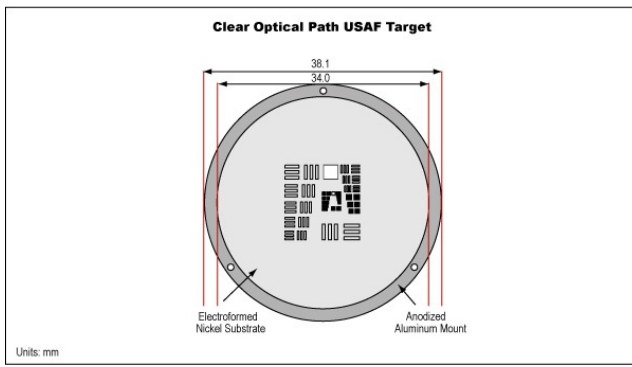 Clear Optical Path USAF Target
38.1
34.0
Electroformed
Nickel Substrate
Anodized
Aluminum Mount
Units: mm